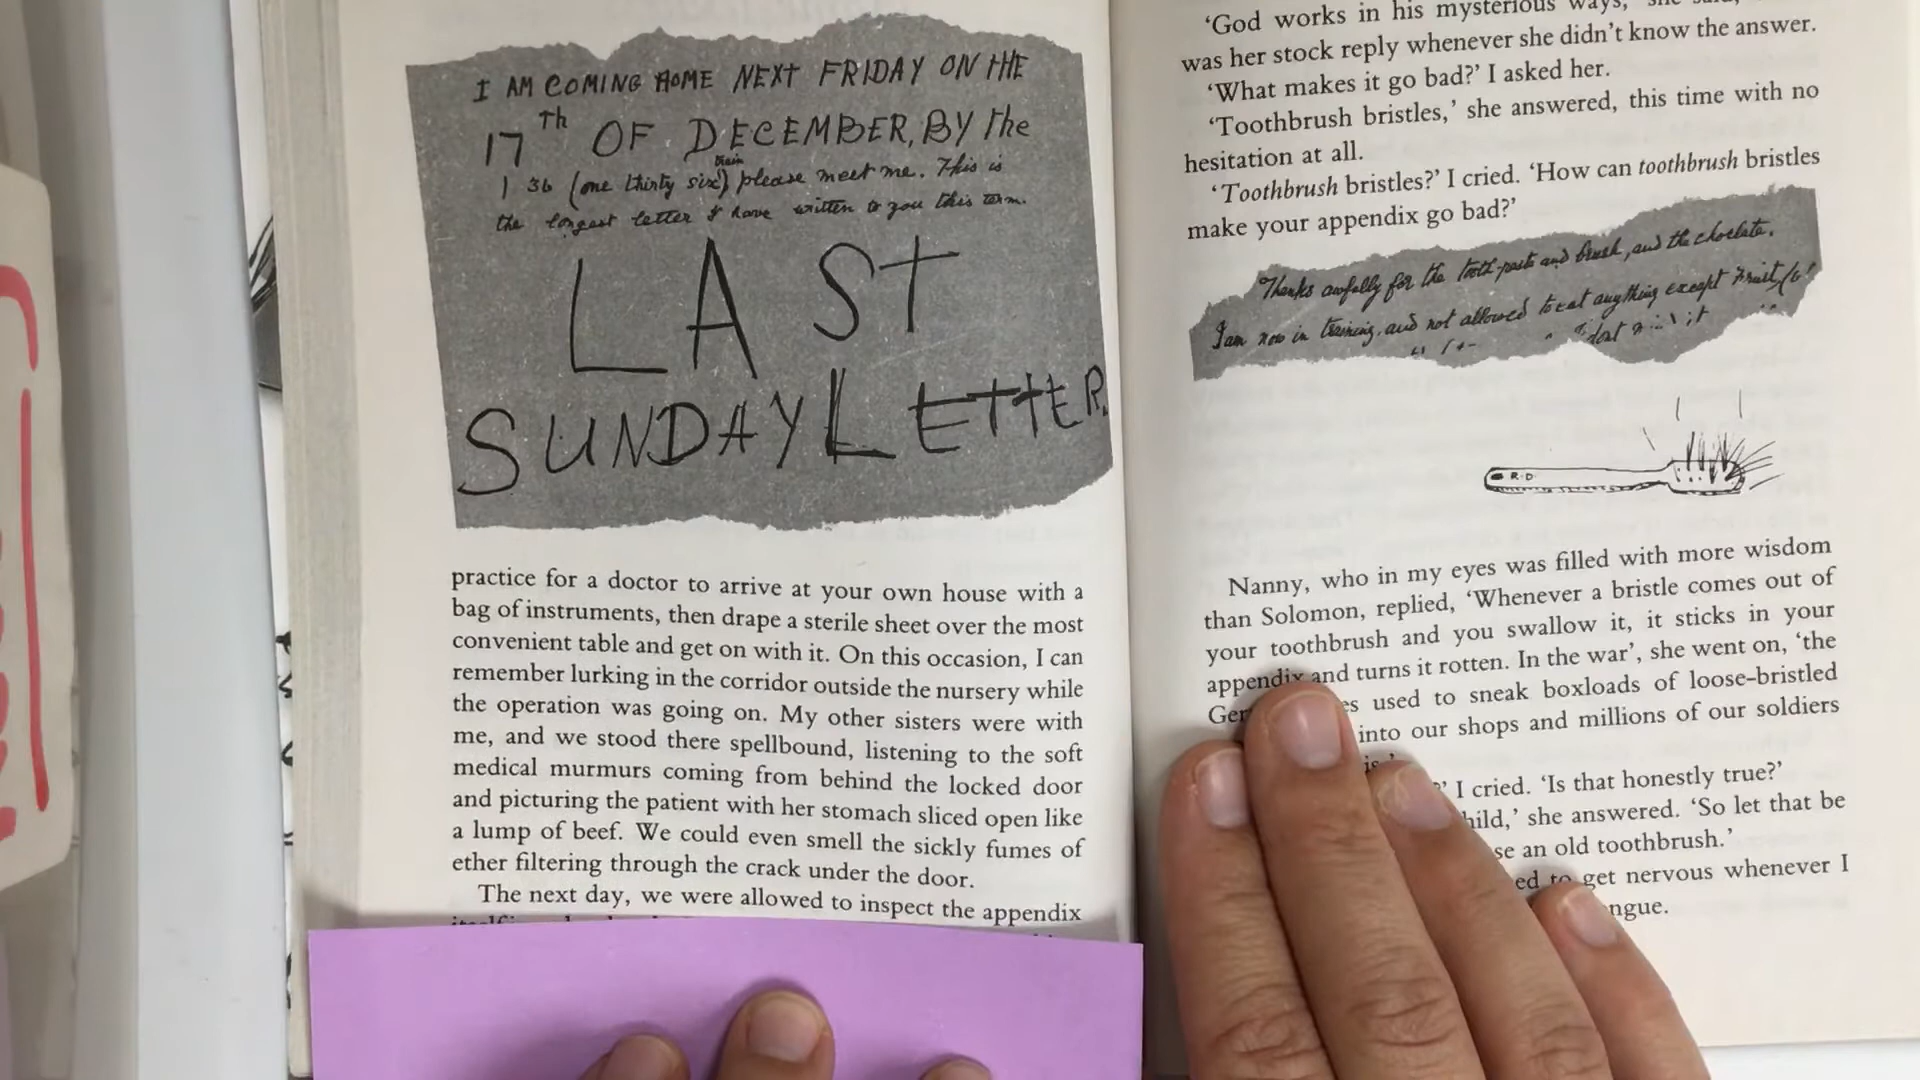 I AM COMING HOME NEXT FRIDAY ON THE
17Th OF DECEMBER, BY the
train
1 36 (one thirty six) please meet me. This is
the longest letter I have written to you this term.
LAST
SUNDAY LETTER.
practice for a doctor to arrive at your own house with a
bag of instruments, then drape a sterile sheet over the most
convenient table and get on with it. On this occasion, I can
remember lurking in the corridor outside the nursery while
the operation was going on. My other sisters were with
me, and we stood there spellbound, listening to the soft
medical murmurs coming from behind the locked door
and picturing the patient with her stomach sliced open like
a lump of beef. We could even smell the sickly fumes of
ether filtering through the crack under the door.
The next day, we were allowed to inspect the appendix
‘God works in his mysterious ways,’ she said,
was her stock reply whenever she didn’t know the answer.
‘What makes it go bad?’ I asked her.
‘Toothbrush bristles,’ she answered, this time with no
hesitation at all.
‘Toothbrush bristles?’ I cried. ‘How can toothbrush bristles
make your appendix go bad?’
Thanks awfully for the tooth-paste and brush, and the choclate.
I am now in training, and not allowed to eat anything except Fruit
R.D.
Nanny, who in my eyes was filled with more wisdom
than Solomon, replied, ‘Whenever a bristle comes out of
your toothbrush and you swallow it, it sticks in your
appendix and turns it rotten. In the war’, she went on, ‘the
used to sneak boxloads of loose-bristled
into our shops and millions of our soldiers
I cried. ‘Is that honestly true?’
she answered. ‘So let that be
an old toothbrush.’
to get nervous whenever I